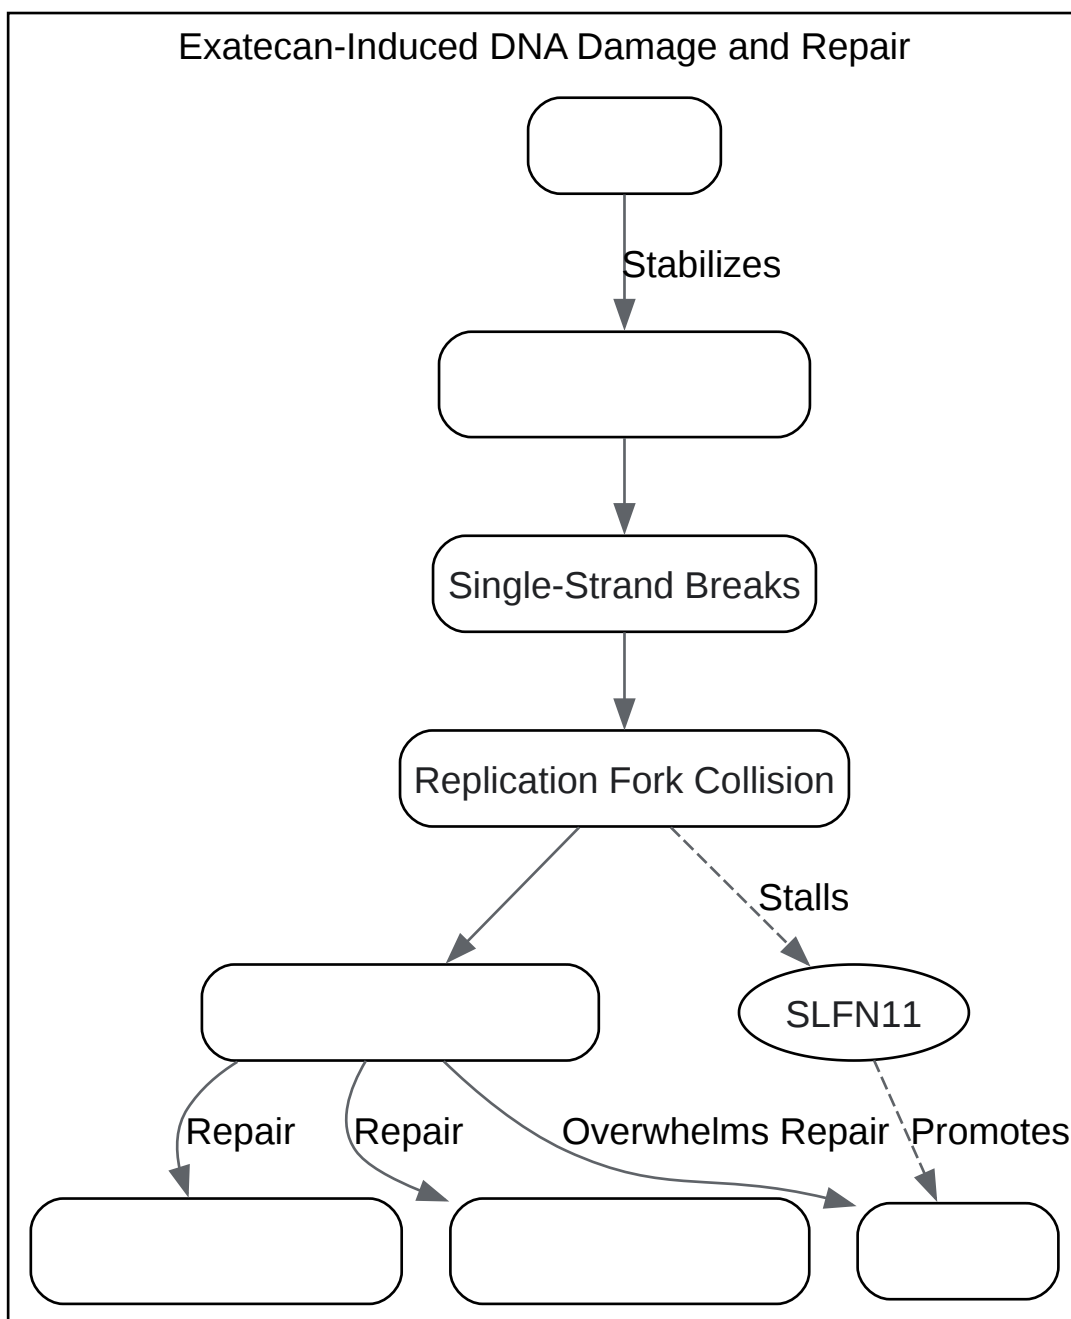 Exatecan-Induced DNA Damage and Repair
Stabilizes
Single-Strand Breaks
Replication Fork Collision
Stalls
SLFN11
Repair
Repair
Overwhelms Repair
Promotes